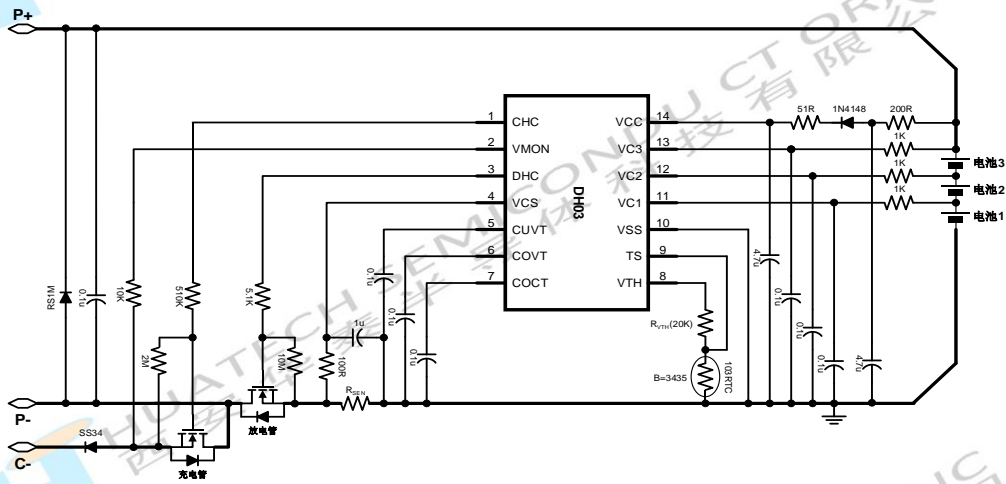 P+
CHC
VMON
DHC
VCS
CUVT
COVT
COCT
1
2
3
4
5
6
7
DH03
VCC
VC3
VC2
VC1
VSS
TS
VTH
14
13
12
11
10
9
8
51R
1N4148
200R
1K
1K
1K
电池3
电池2
电池1
RS1M
0.1u
10K
510K
2M
5.1K
10M
1u
100R
0.1u
0.1u
0.1u
RSEN
RVTH(20K)
B=3435
103RTC
4.7u
0.1u
0.1u
0.1u
4.7u
P-
放电管
SS34
C-
充电管
HUATECH SEMICONDUCTOR